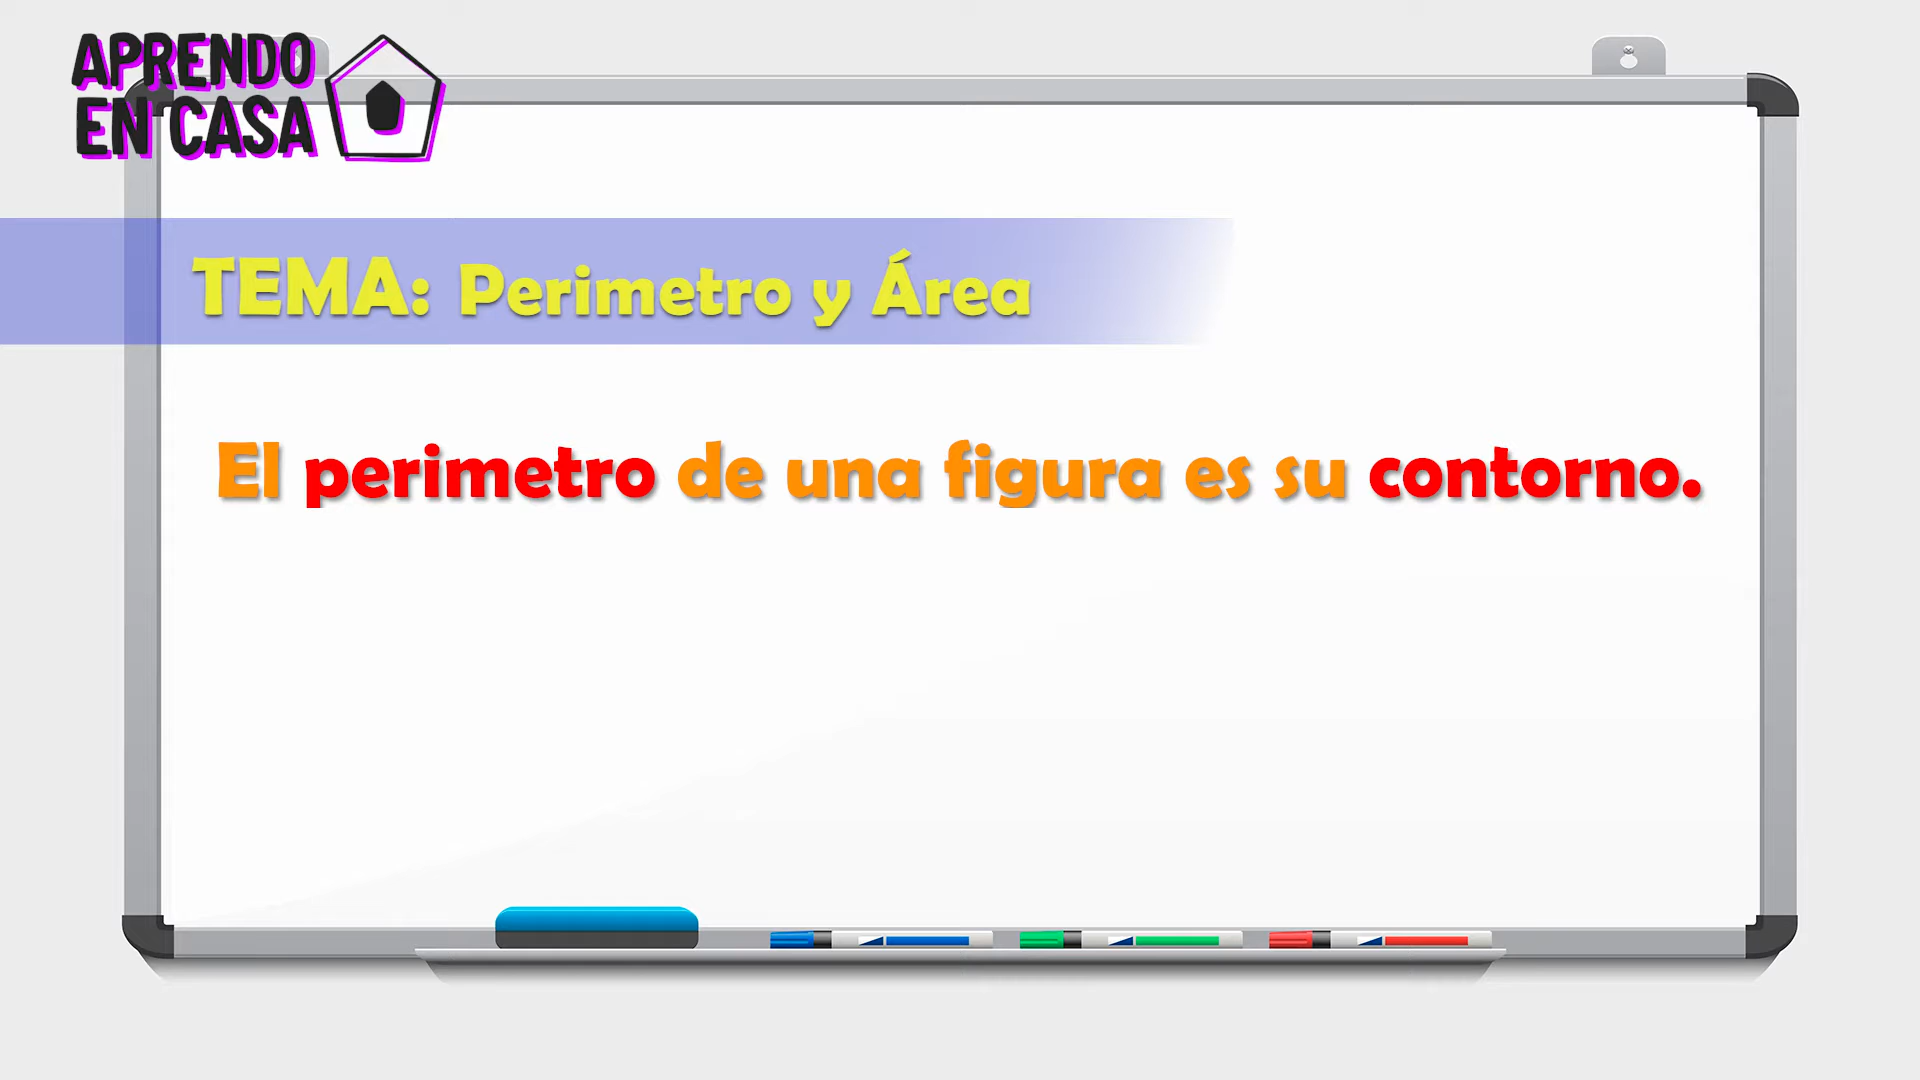 APRENDO
EN CASA
TEMA: Perimetro y Área
El perimetro de una figura es su contorno.